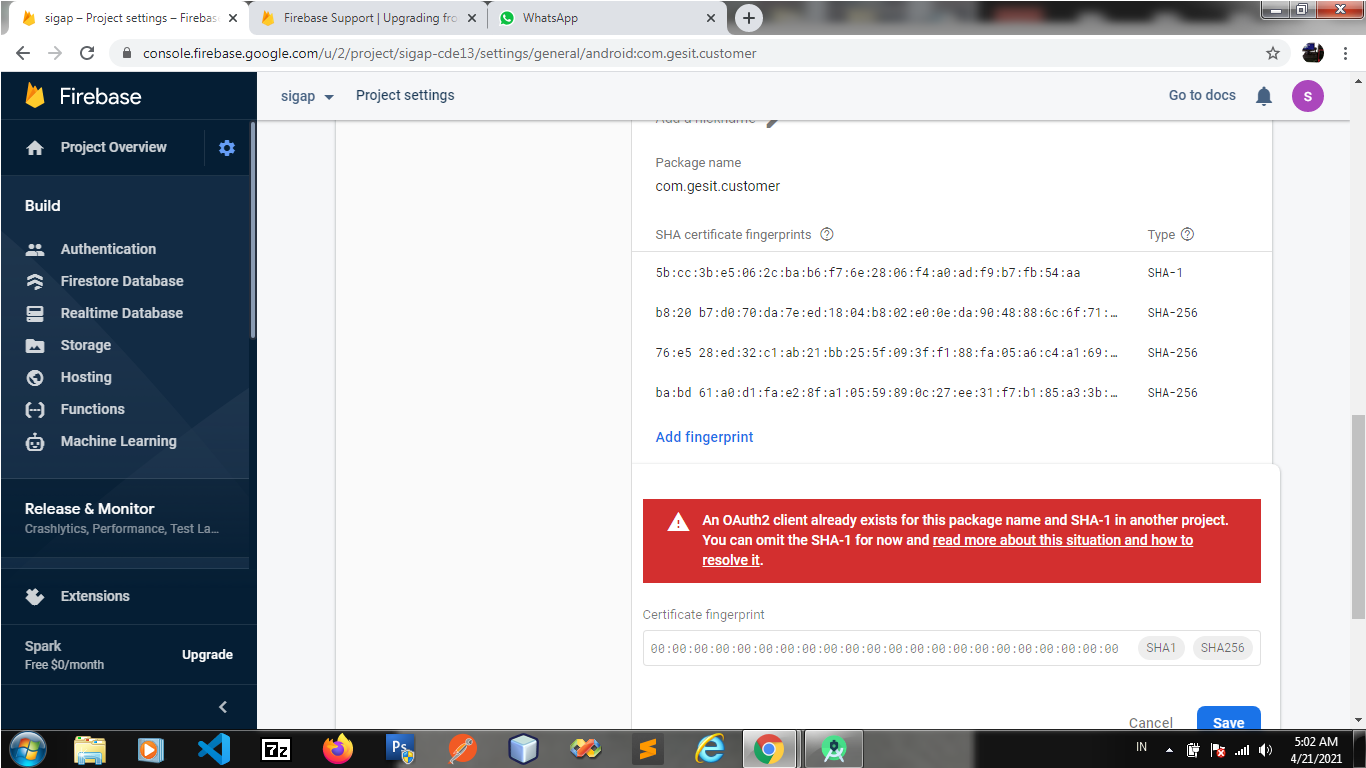 sigap – Project settings – Firebas
Firebase Support | Upgrading fro
WhatsApp
console.firebase.google.com/u/2/project/sigap-cde13/settings/general/android:com.gesit.customer
Firebase
sigap
Project settings
Go to docs
s
Project Overview
Add a nickname
Package name
com.gesit.customer
Build
Authentication
Firestore Database
Realtime Database
Storage
Hosting
Functions
Machine Learning
SHA certificate fingerprints
Type
5b:cc:3b:e5:06:2c:ba:b6:f7:6e:28:06:f4:a0:ad:f9:b7:fb:54:aa
SHA-1
b8:20 b7:d0:70:da:7e:ed:18:04:b8:02:e0:0e:da:90:48:88:6c:6f:71:…
SHA-256
76:e5 28:ed:32:c1:ab:21:bb:25:5f:09:3f:f1:88:fa:05:a6:c4:a1:69:…
SHA-256
ba:bd 61:a0:d1:fa:e2:8f:a1:05:59:89:0c:27:ee:31:f7:b1:85:a3:3b:…
SHA-256
Add fingerprint
Release & Monitor
Crashlytics, Performance, Test La...
Extensions
Spark
Free $0/month
Upgrade
An OAuth2 client already exists for this package name and SHA-1 in another project.
You can omit the SHA-1 for now and read more about this situation and how to
resolve it.
Certificate fingerprint
00:00:00:00:00:00:00:00:00:00:00:00:00:00:00:00:00:00:00:00:00:00
SHA1
SHA256
Cancel
Save
7z
Ps
IN
5:02 AM
4/21/2021